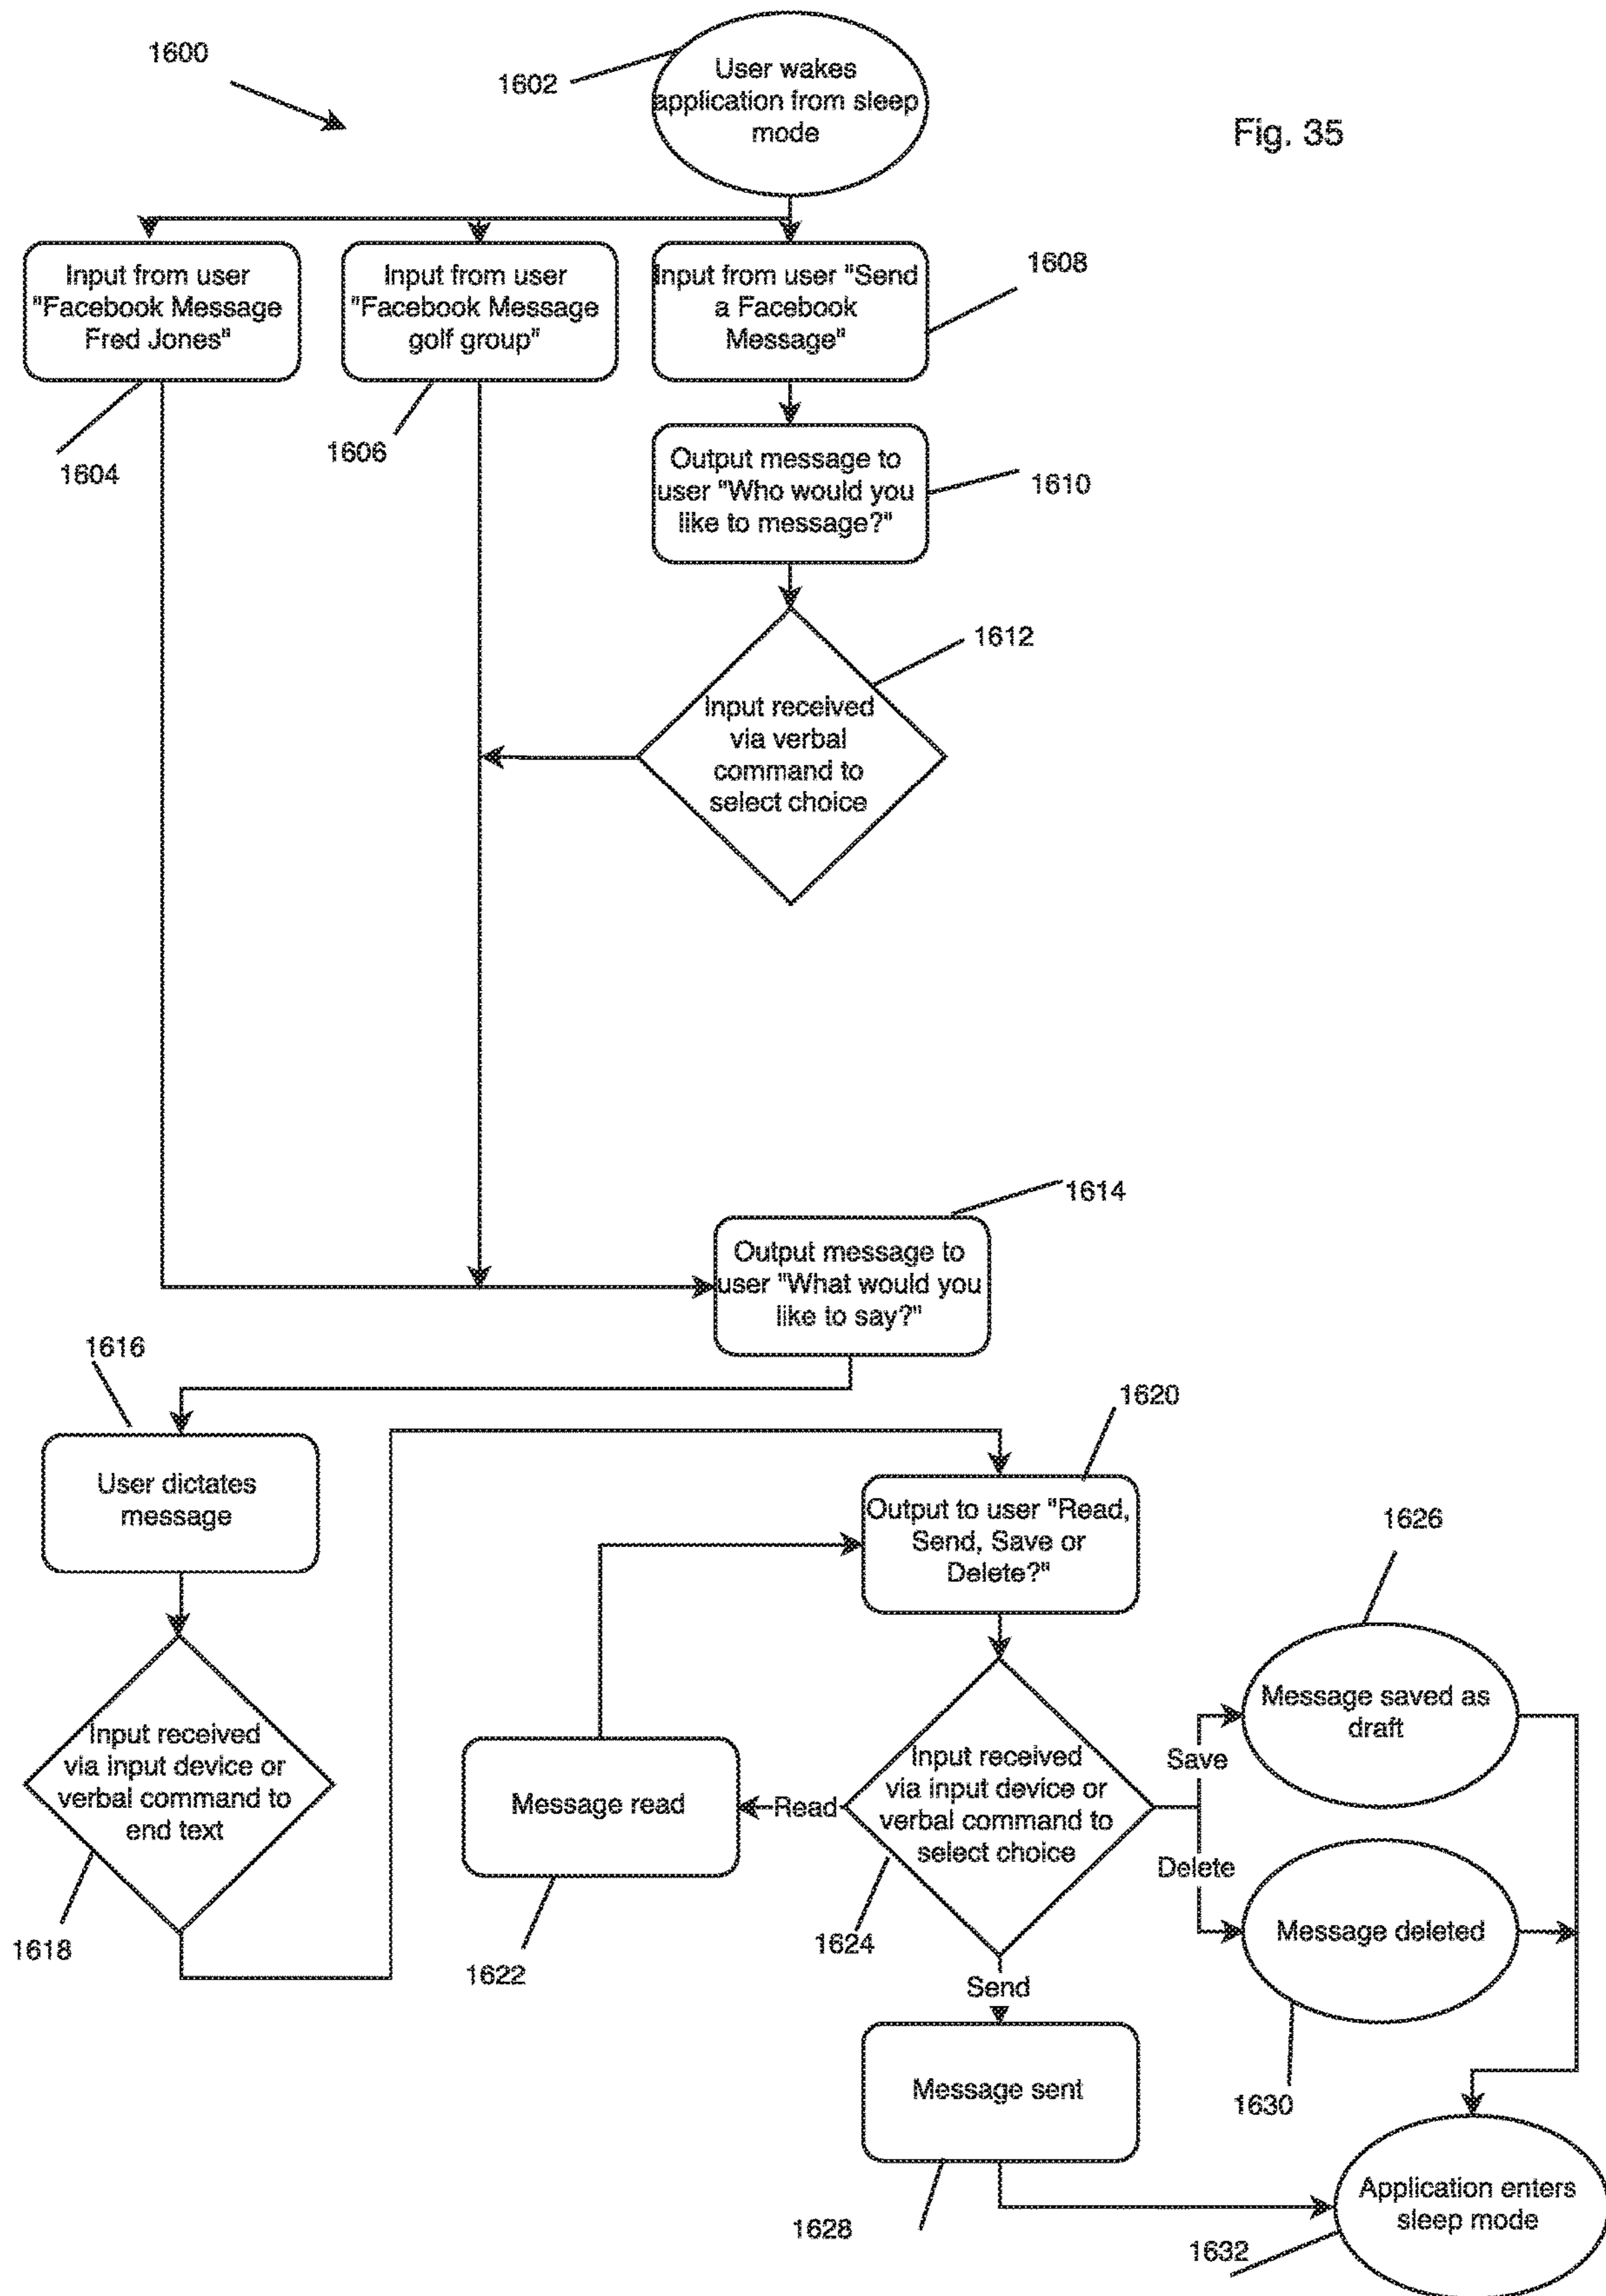 1600
1602
User wakes
application from sleep
mode
Fig. 35
Input from user
"Facebook Message
Fred Jones"
Input from user
"Facebook Message
golf group"
Input from user "Send
a Facebook
Message"
1608
1604
1606
Output message to
user "Who would you
like to message?"
1610
1612
Input received
via verbal
command to
select choice
1614
Output message to
user "What would you
like to say?"
1616
User dictates
message
1620
Output to user "Read,
Send, Save or
Delete?"
1626
Message saved as
draft
Input received
via input device or
verbal command to
end text
1618
Message read
1622
Read
Input received
via input device or
verbal command to
select choice
1624
Save
Delete
Message deleted
1630
Send
Message sent
1628
Application enters
sleep mode
1632